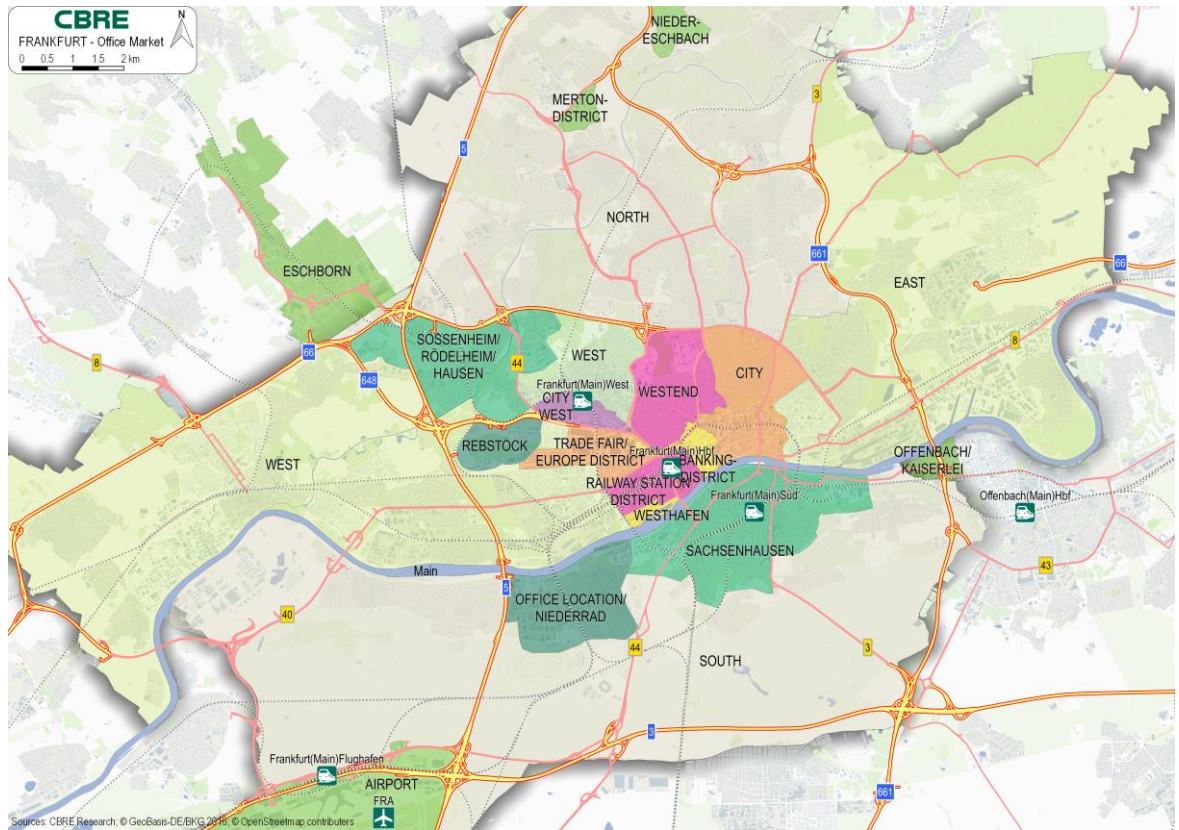 CBRE
N
FRANKFURT - Office Market
0 0.5 1 1.5 2 km
NIEDER-
ESCHBACH
MERTON-
DISTRICT
3
5
NORTH
661
ESCHBORN
EAST
66
SOSSENHEIM/
RÖDELHEIM/
HAUSEN
44
WEST
66
8
648
8
Frankfurt(Main)West
CITY
WEST
WESTEND
CITY
REBSTOCK
TRADE FAIR/
EUROPE DISTRICT
Frankfurt(Main)Hbf
BANKING-
DISTRICT
OFFENBACH/
KAISERLEI
WEST
RAILWAY STATION
DISTRICT
Frankfurt(Main)Süd
Offenbach(Main)Hbf
WESTHAFEN
SACHSENHAUSEN
Main
43
5
OFFICE LOCATION/
NIEDERRAD
40
44
3
SOUTH
3
Frankfurt(Main)Flughafen
AIRPORT
FRA
661
Sources: CBRE Research; © GeoBasis-DE/BKG 2016; © OpenStreetmap contributers